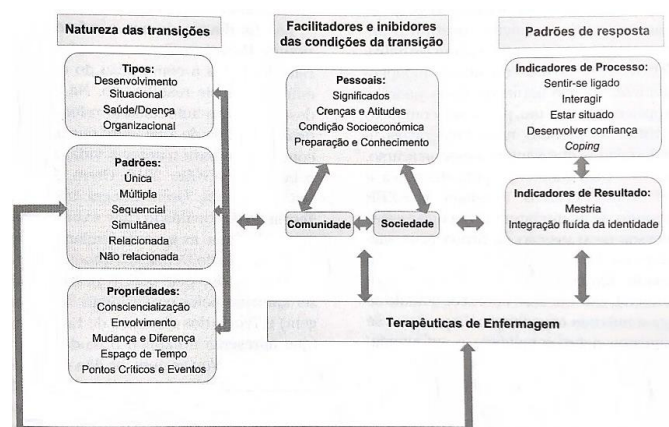 Natureza das transições
Tipos:
Desenvolvimento
Situacional
Saúde/Doença
Organizacional
Padrões:
Única
Múltipla
Sequencial
Simultânea
Relacionada
Não relacionada
Propriedades:
Consciencialização
Envolvimento
Mudança e Diferença
Espaço de Tempo
Pontos Críticos e Eventos
Facilitadores e inibidores
das condições da transição
Pessoais:
Significados
Crenças e Atitudes
Condição Socioeconómica
Preparação e Conhecimento
Comunidade
Sociedade
Padrões de resposta
Indicadores de Processo:
Sentir-se ligado
Interagir
Estar situado
Desenvolver confiança
Coping
Indicadores de Resultado:
Mestria
Integração fluída da identidade
Terapêuticas de Enfermagem